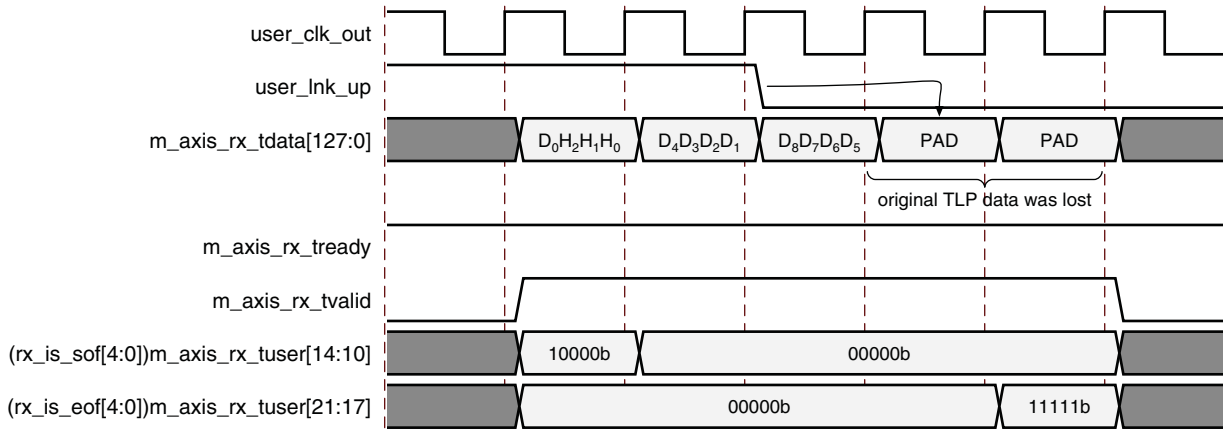 user_clk_out
user_lnk_up
m_axis_rx_tdata[127:0] D₀H₂H₁H₀ D₄D₃D₂D₁ D₈D₇D₆D₅ PAD PAD
original TLP data was lost
m_axis_rx_tready
m_axis_rx_tvalid
(rx_is_sof[4:0])m_axis_rx_tuser[14:10] 10000b 00000b
(rx_is_eof[4:0])m_axis_rx_tuser[21:17] 00000b 11111b